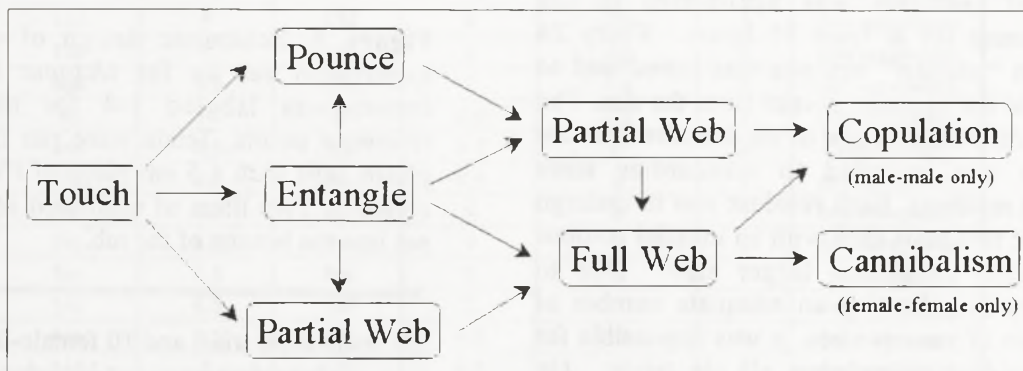 Pounce
Partial Web
Copulation
(male-male only)
Touch
Entangle
Full Web
Cannibalism
(female-female only)
Partial Web